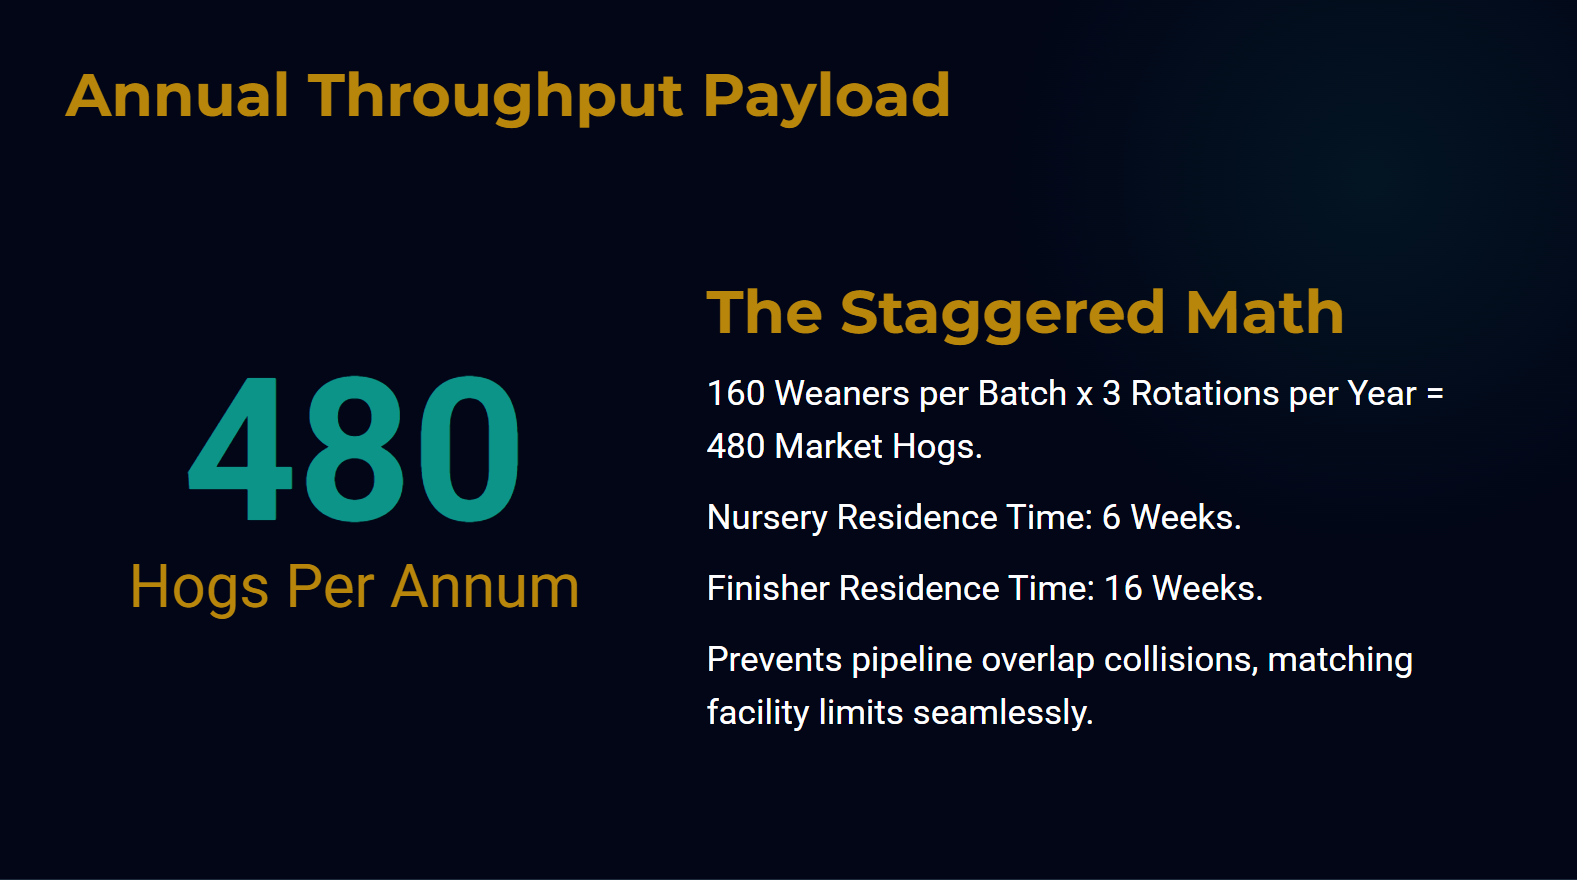 Annual Throughput Payload
480
Hogs Per Annum
The Staggered Math
160 Weaners per Batch x 3 Rotations per Year =
480 Market Hogs.
Nursery Residence Time: 6 Weeks.
Finisher Residence Time: 16 Weeks.
Prevents pipeline overlap collisions, matching
facility limits seamlessly.